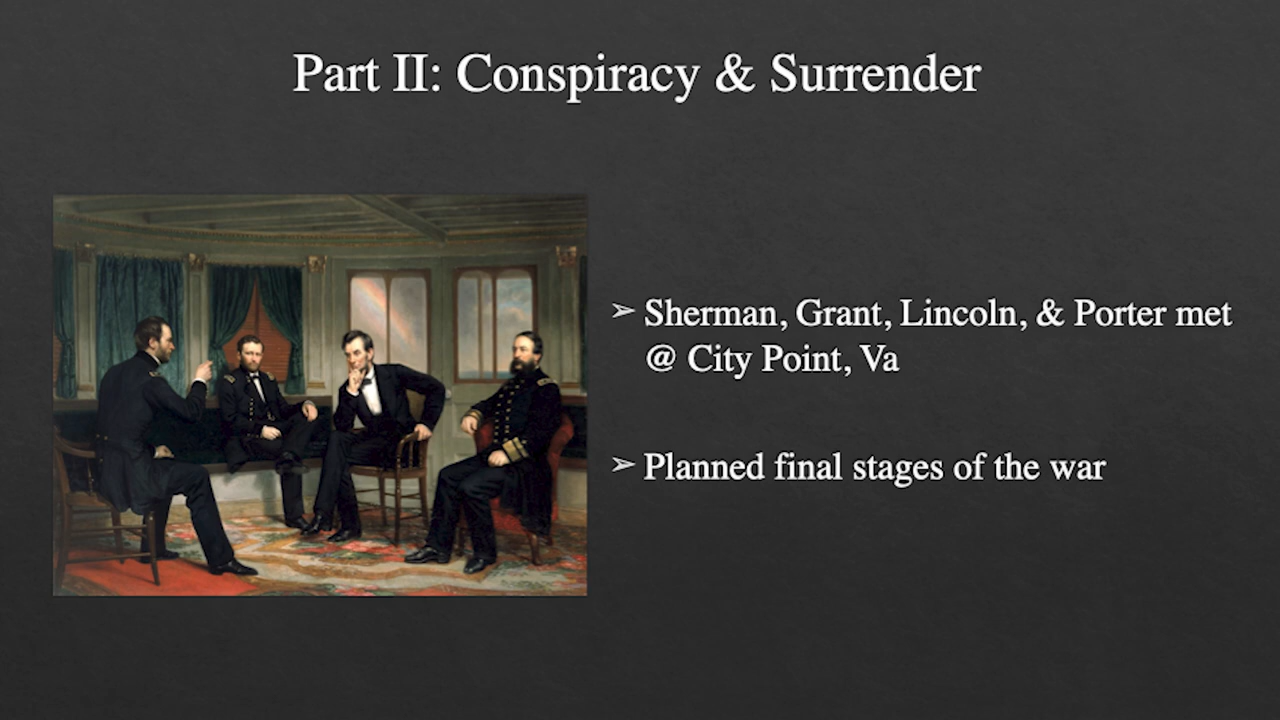 Part II: Conspiracy & Surrender
➢ Sherman, Grant, Lincoln, & Porter met
@ City Point, Va
➢ Planned final stages of the war